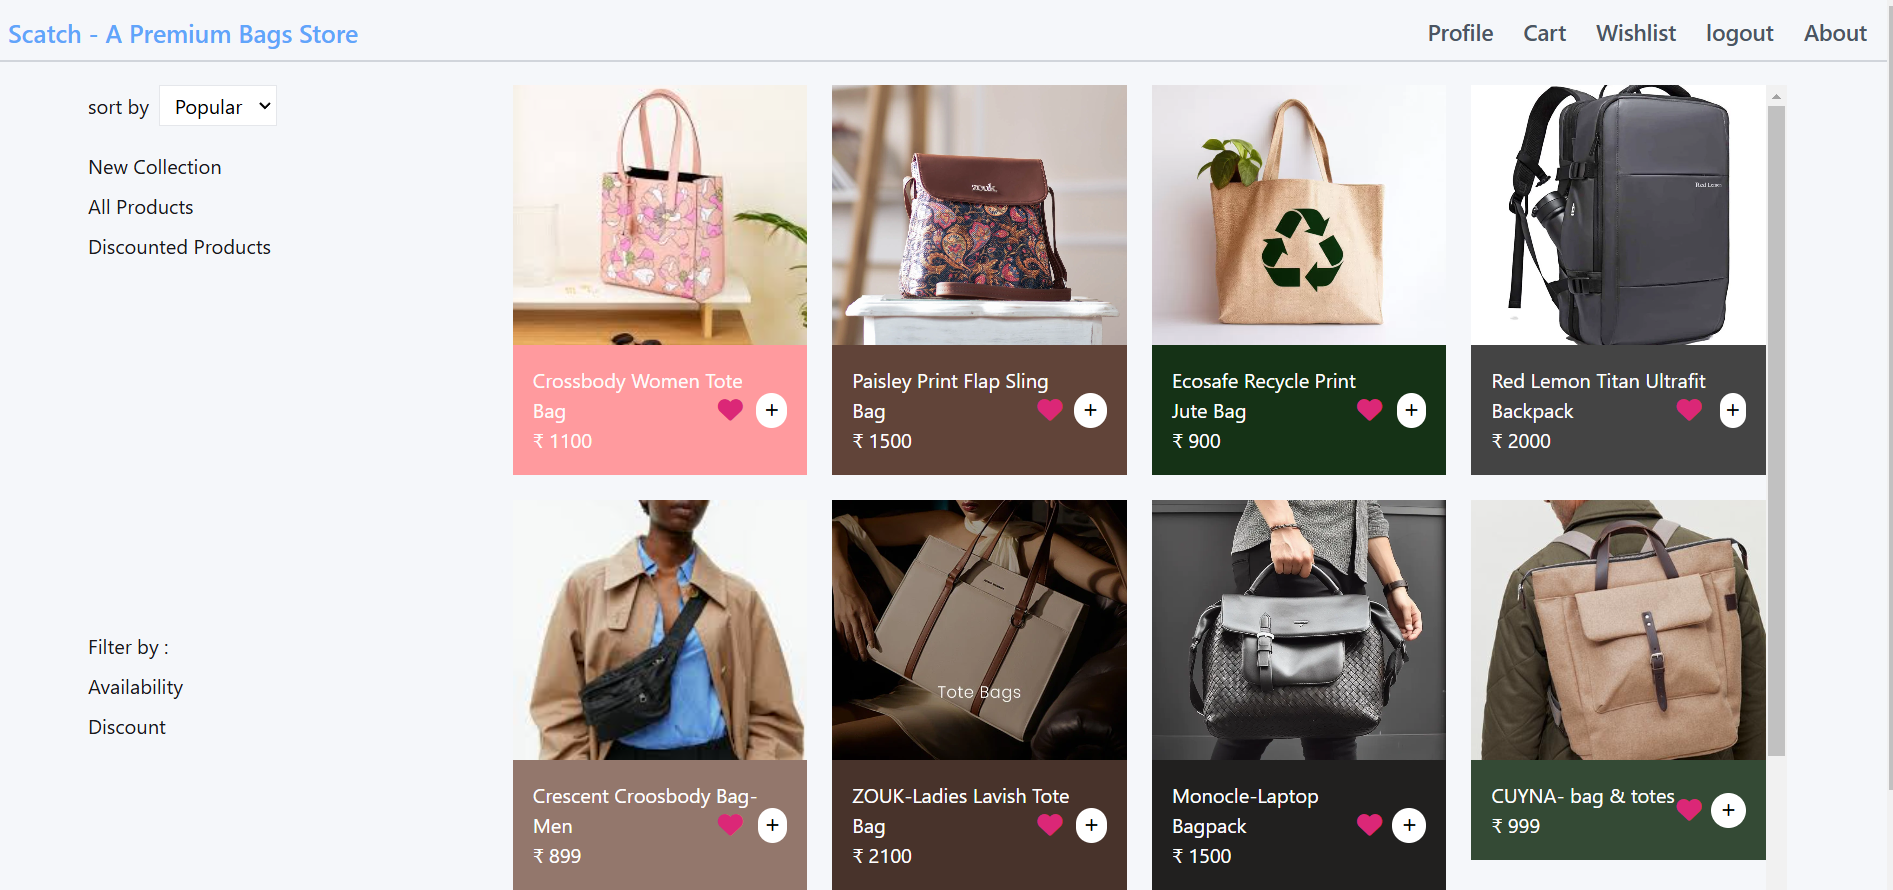 Scatch - A Premium Bags Store
Profile Cart Wishlist logout About
sort by Popular
New Collection
All Products
Discounted Products
Filter by :
Availability
Discount
zouk
Red Lemon
Crossbody Women Tote
Bag
₹ 1100
+
Paisley Print Flap Sling
Bag
₹ 1500
+
Ecosafe Recycle Print
Jute Bag
₹ 900
+
Red Lemon Titan Ultrafit
Backpack
₹ 2000
+
Tote Bags
Crescent Croosbody Bag-
Men
₹ 899
+
ZOUK-Ladies Lavish Tote
Bag
₹ 2100
+
Monocle-Laptop
Bagpack
₹ 1500
+
CUYNA- bag & totes
₹ 999
+